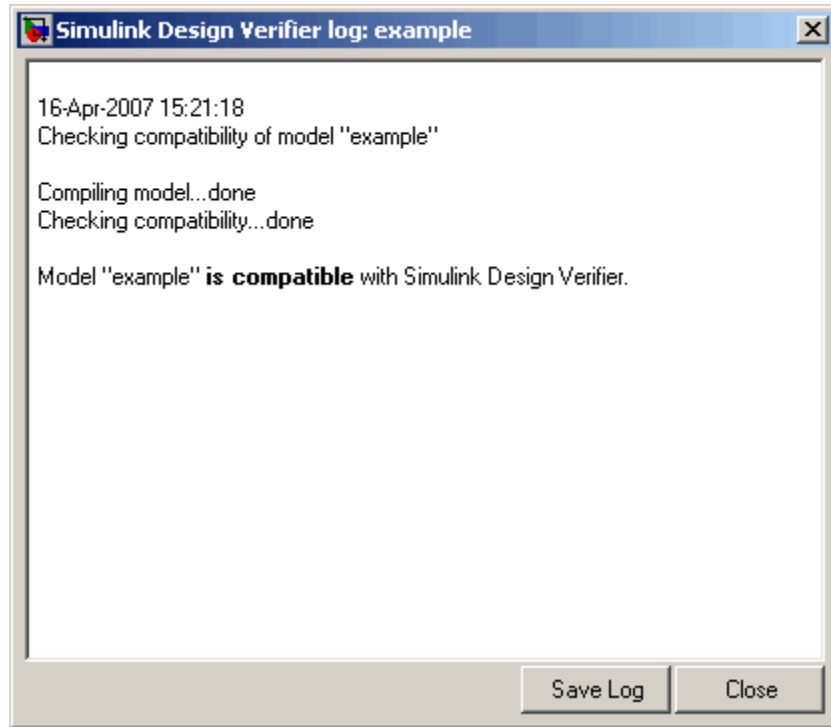 Simulink Design Verifier log: example
16-Apr-2007 15:21:18
Checking compatibility of model "example"
Compiling model...done
Checking compatibility...done
Model "example" is compatible with Simulink Design Verifier.
Save Log
Close